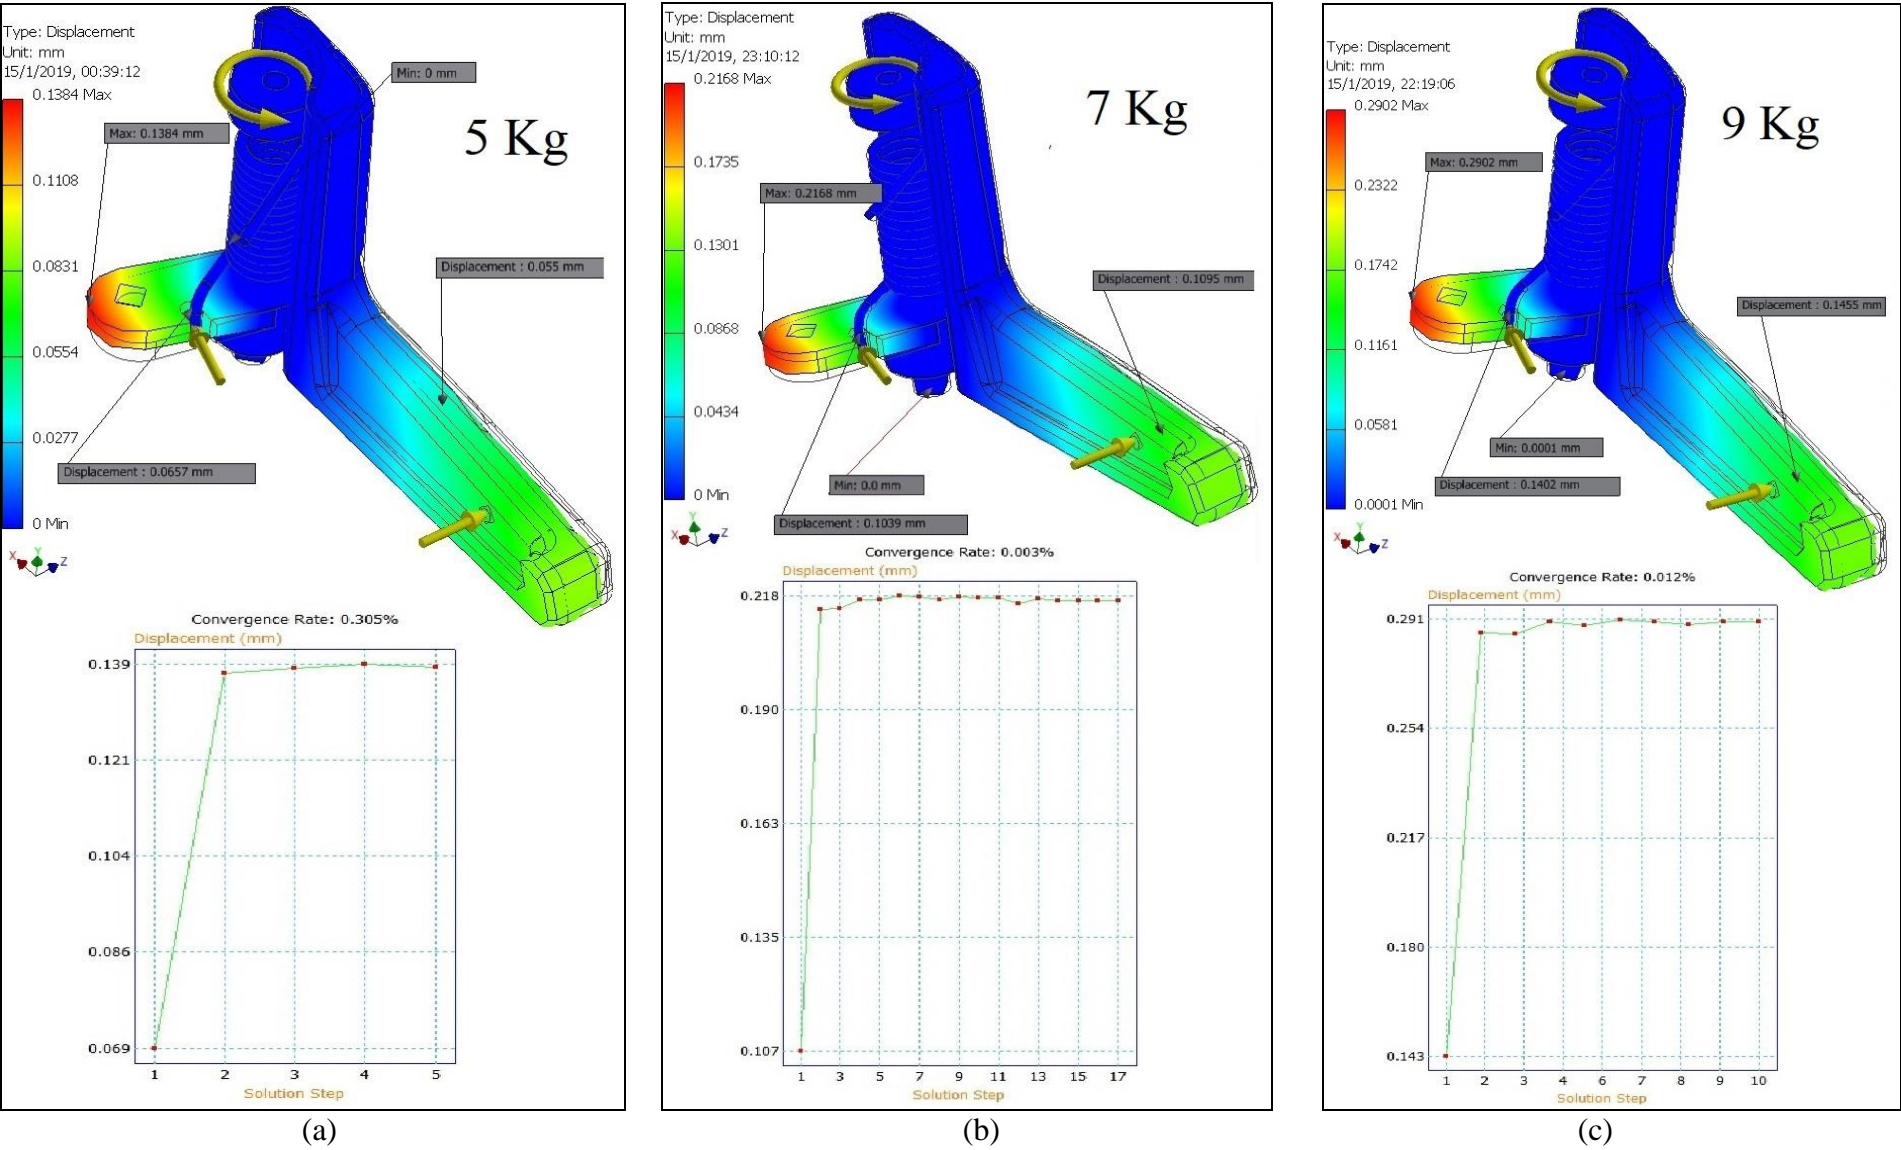 Type: Displacement
Unit: mm
15/1/2019, 00:39:12
0.1384 Max
0.1108
0.0831
0.0554
0.0277
0 Min
Max: 0.1384 mm
Min: 0 mm
5 Kg
Displacement : 0.055 mm
Displacement : 0.0657 mm
X Y Z
Convergence Rate: 0.305%
Displacement (mm)
0.139
0.121
0.104
0.086
0.069
1 2 3 4 5
Solution Step
(a)
Type: Displacement
Unit: mm
15/1/2019, 23:10:12
0.2168 Max
0.1735
0.1301
0.0868
0.0434
0 Min
7 Kg
Max: 0.2168 mm
Displacement : 0.1095 mm
Min: 0.0 mm
Displacement : 0.1039 mm
X Y Z
Convergence Rate: 0.003%
Displacement (mm)
0.218
0.190
0.163
0.135
0.107
1 3 5 7 9 11 13 15 17
Solution Step
(b)
Type: Displacement
Unit: mm
15/1/2019, 22:19:06
0.2902 Max
0.2322
0.1742
0.1161
0.0581
0.0001 Min
9 Kg
Max: 0.2902 mm
Displacement : 0.1455 mm
Min: 0.0001 mm
Displacement : 0.1402 mm
X Y Z
Convergence Rate: 0.012%
Displacement (mm)
0.291
0.254
0.217
0.180
0.143
1 2 3 4 6 7 8 9 10
Solution Step
(c)